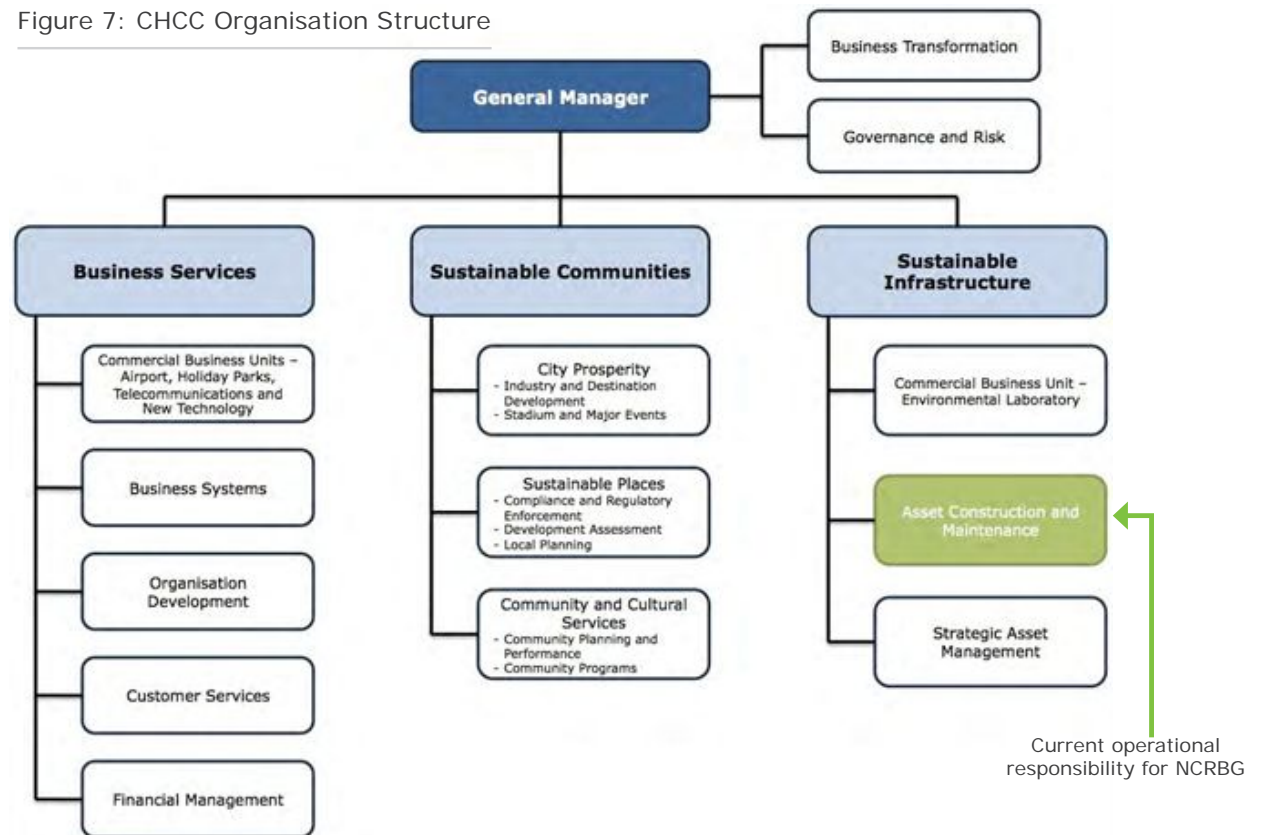 Figure 7: CHCC Organisation Structure
General Manager
Business Transformation
Governance and Risk
Business Services
Commercial Business Units –
Airport, Holiday Parks,
Telecommunications and
New Technology
Business Systems
Organisation
Development
Customer Services
Financial Management
Sustainable Communities
City Prosperity
- Industry and Destination
Development
- Stadium and Major Events
Sustainable Places
- Compliance and Regulatory
Enforcement
- Development Assessment
- Local Planning
Community and Cultural
Services
- Community Planning and
Performance
- Community Programs
Sustainable
Infrastructure
Commercial Business Unit –
Environmental Laboratory
Asset Construction and
Maintenance
Strategic Asset
Management
Current operational
responsibility for NCRBG